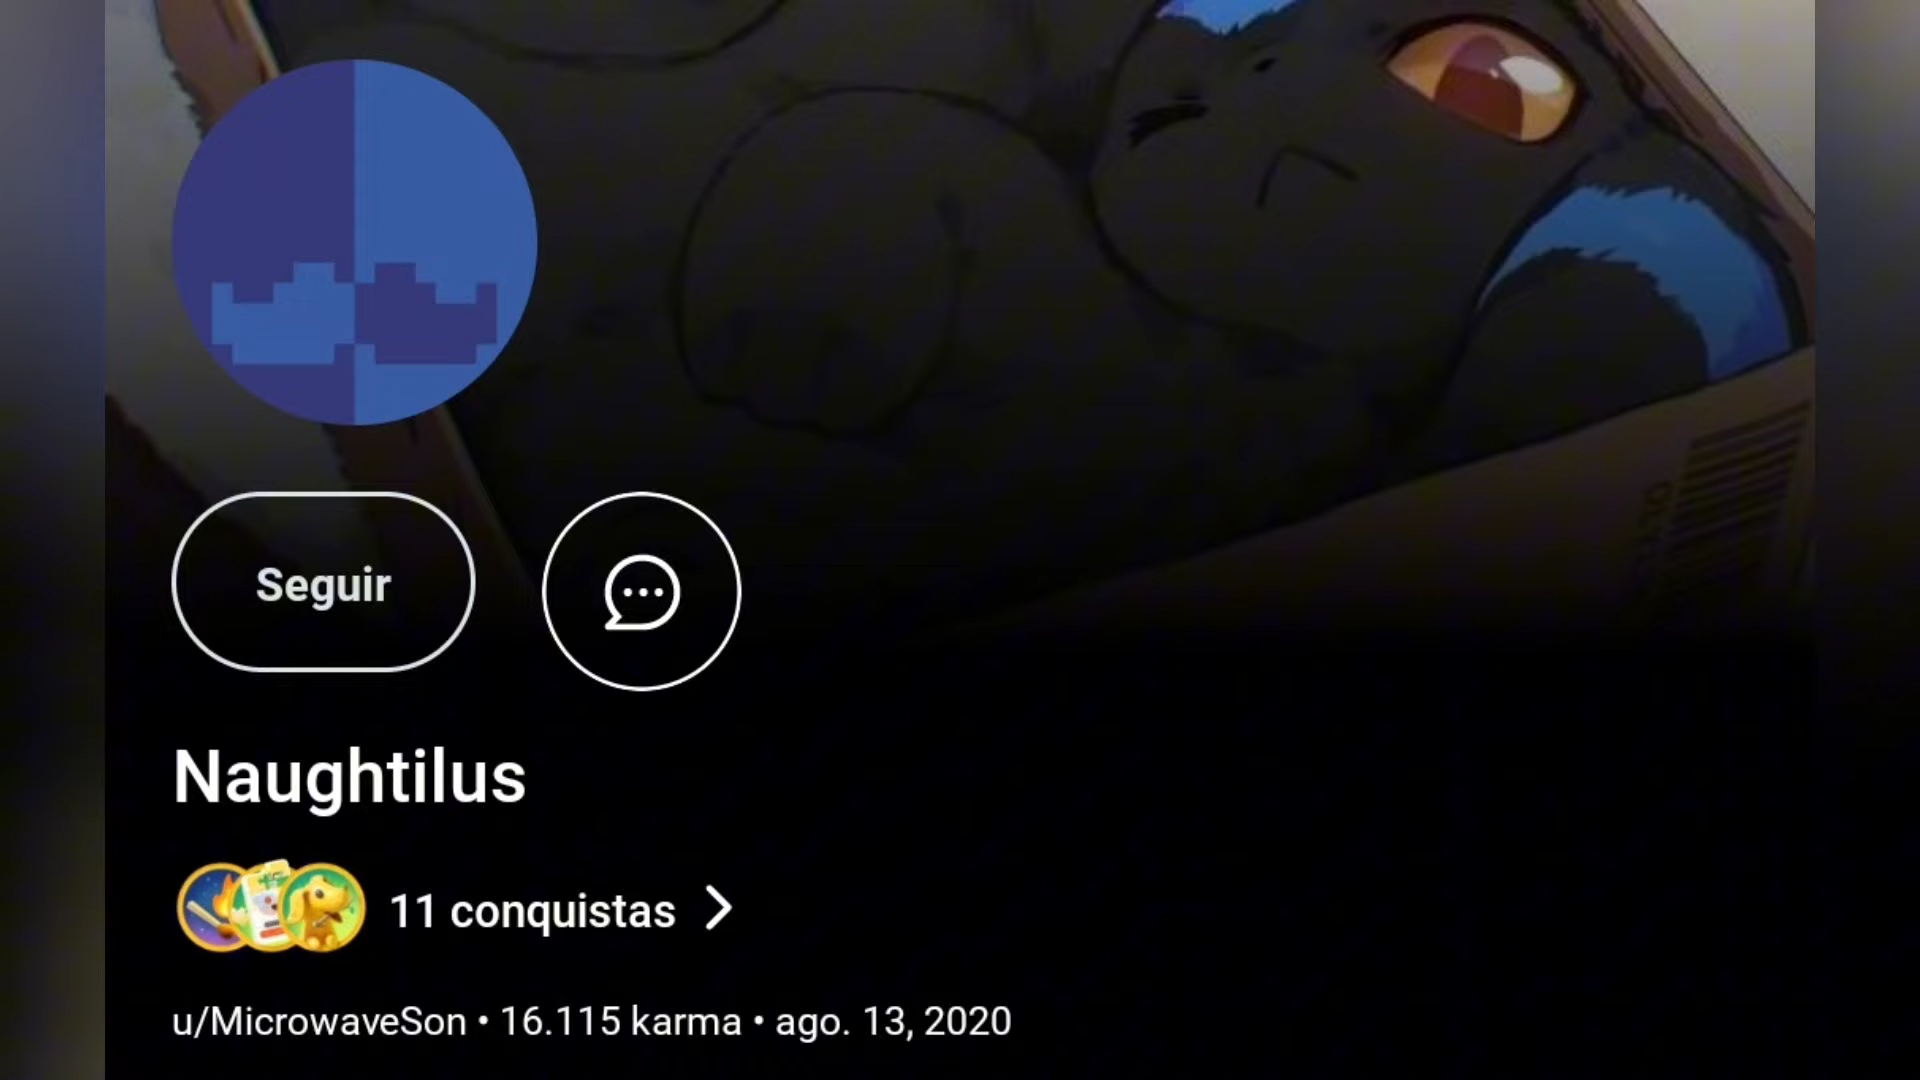 Seguir
Naughtilus
11 conquistas
u/MicrowaveSon • 16.115 karma • ago. 13, 2020